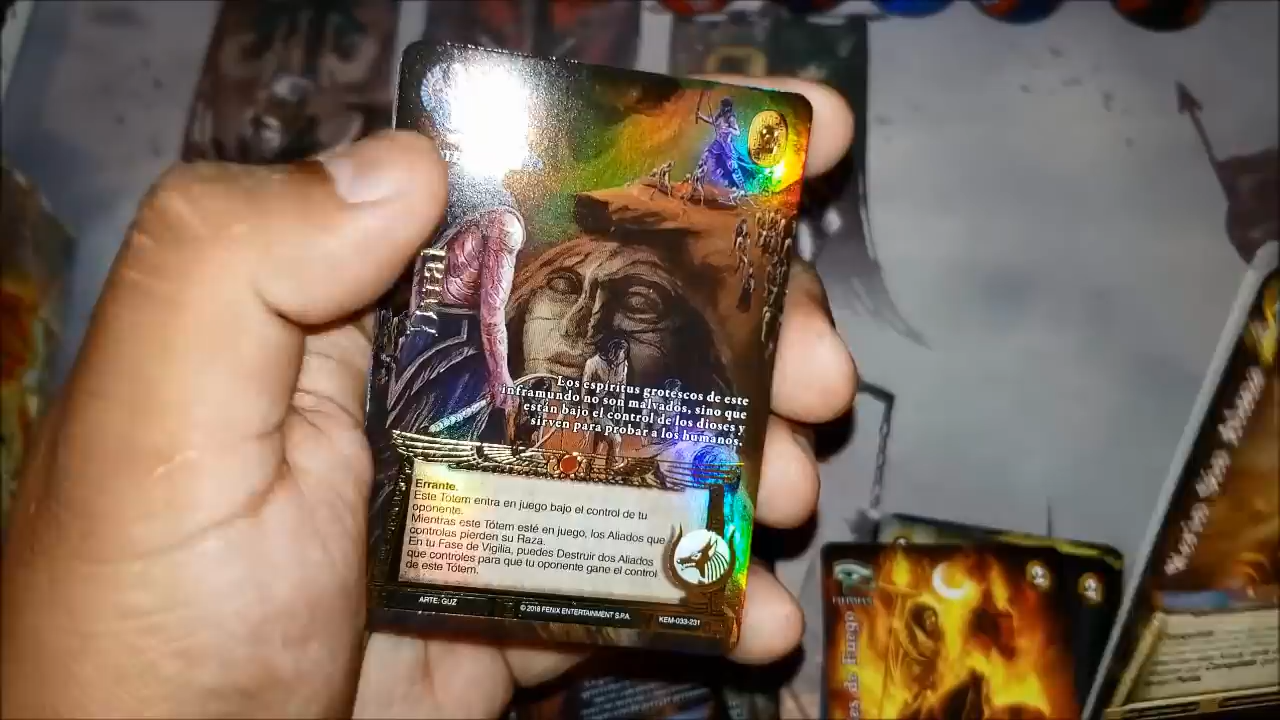 Los espíritus grotescos de este
inframundo no son malvados, sino que
están bajo el control de los dioses y
sirven para probar a los humanos.
Errante.
Este Tótem entra en juego bajo el control de tu
oponente.
Mientras este Tótem esté en juego, los Aliados que
controlas pierden su Raza.
En tu Fase de Vigilia, puedes Destruir dos Aliados
que controles para que tu oponente gane el control
de este Tótem.
ARTE: GUZ
© 2018 FENIX ENTERTAINMENT S.P.A.
KEM-033-231
de Fuego